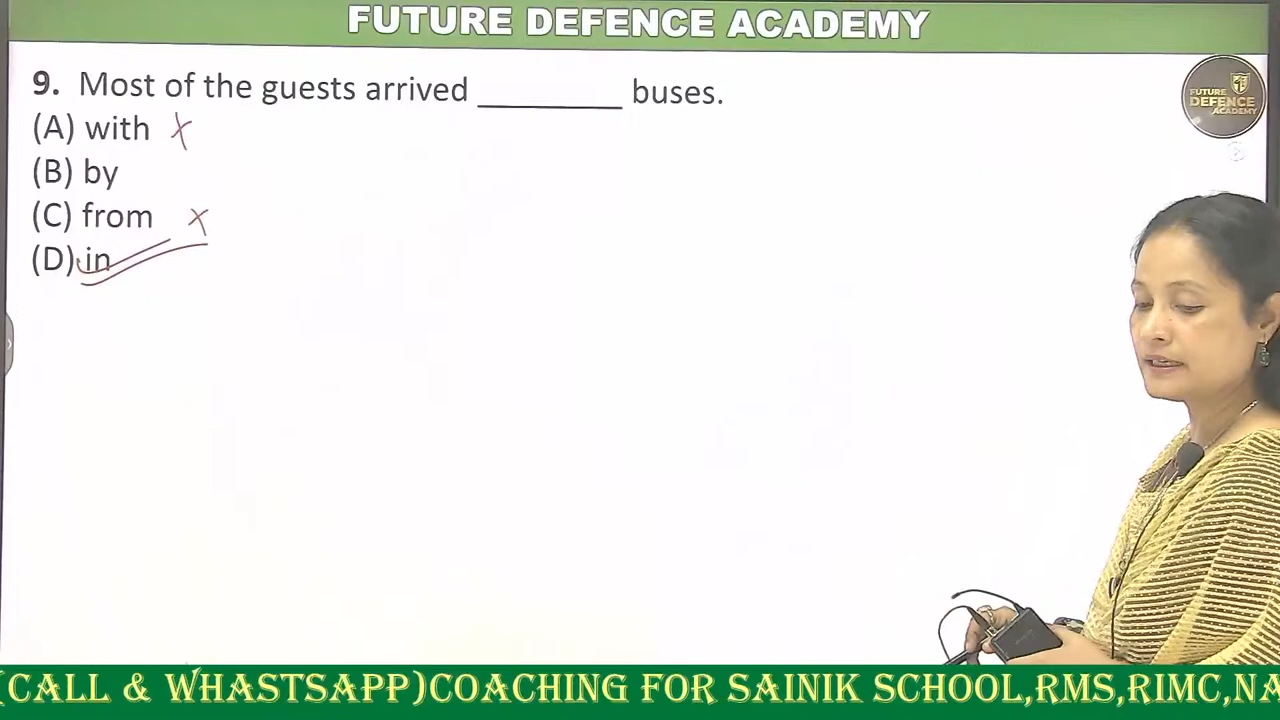 FUTURE DEFENCE ACADEMY
9. Most of the guests arrived _________ buses.
(A) with X
(B) by
(C) from X
(D) in
FUTURE
DEFENCE
ACADEMY
(CALL & WHASTSAPP)COACHING FOR SAINIK SCHOOL,RMS,RIMC,NA